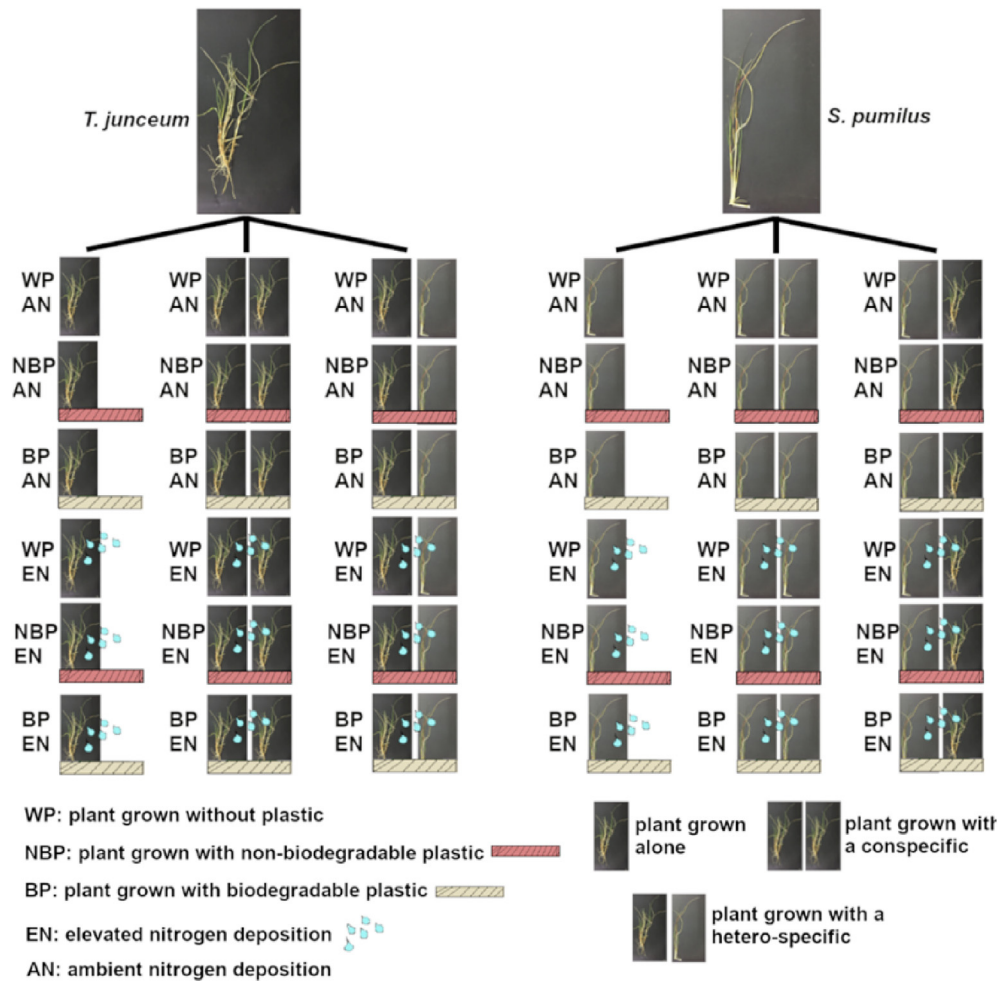 T. junceum
S. pumilus
WP
AN
WP
AN
WP
AN
WP
AN
WP
AN
WP
AN
NBP
AN
NBP
AN
NBP
AN
NBP
AN
NBP
AN
NBP
AN
BP
AN
BP
AN
BP
AN
BP
AN
BP
AN
BP
AN
WP
EN
WP
EN
WP
EN
WP
EN
WP
EN
WP
EN
NBP
EN
NBP
EN
NBP
EN
NBP
EN
NBP
EN
NBP
EN
BP
EN
BP
EN
BP
EN
BP
EN
BP
EN
BP
EN
WP: plant grown without plastic
NBP: plant grown with non-biodegradable plastic
BP: plant grown with biodegradable plastic
EN: elevated nitrogen deposition
AN: ambient nitrogen deposition
plant grown
alone
plant grown with
a conspecific
plant grown with a
hetero-specific